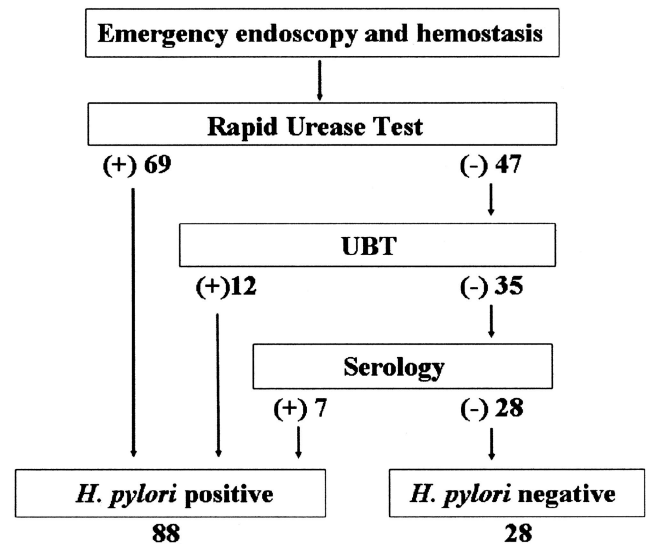 Emergency endoscopy and hemostasis
Rapid Urease Test
(+) 69 (-) 47
UBT
(+)12 (-) 35
Serology
(+) 7 (-) 28
H. pylori positive H. pylori negative
88 28